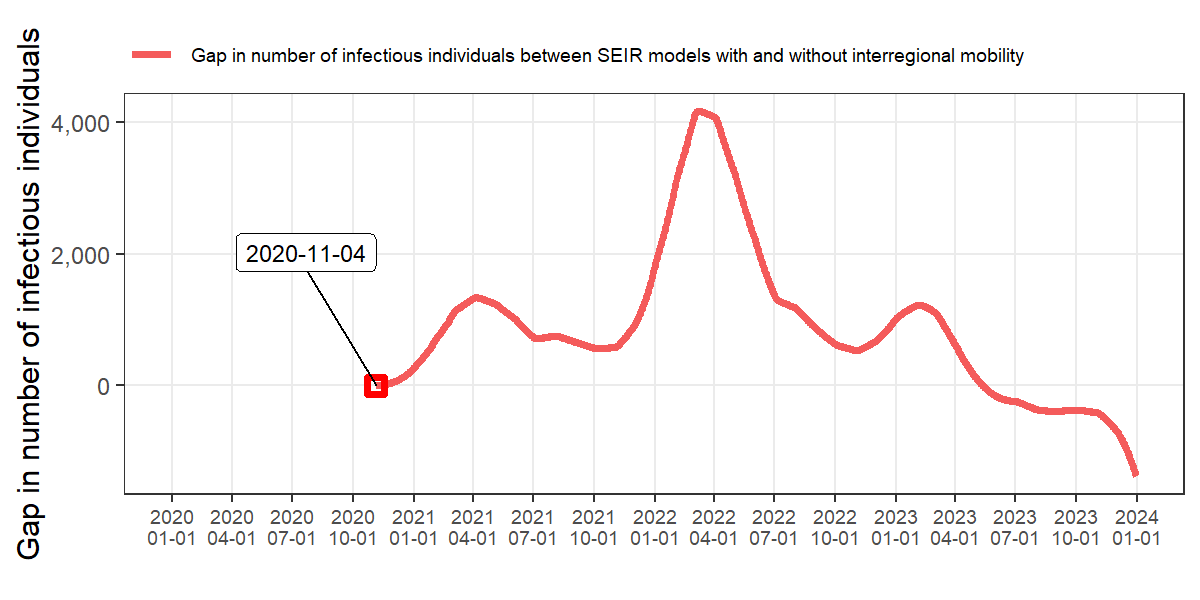 Gap in number of infectious individuals between SEIR models with and without interregional mobility
Gap in number of infectious individuals
4,000
2,000
0
2020-11-04
2020 2020 2020 2020 2021 2021 2021 2021 2022 2022 2022 2022 2023 2023 2023 2023 2024
01-01 04-01 07-01 10-01 01-01 04-01 07-01 10-01 01-01 04-01 07-01 10-01 01-01 04-01 07-01 10-01 01-01